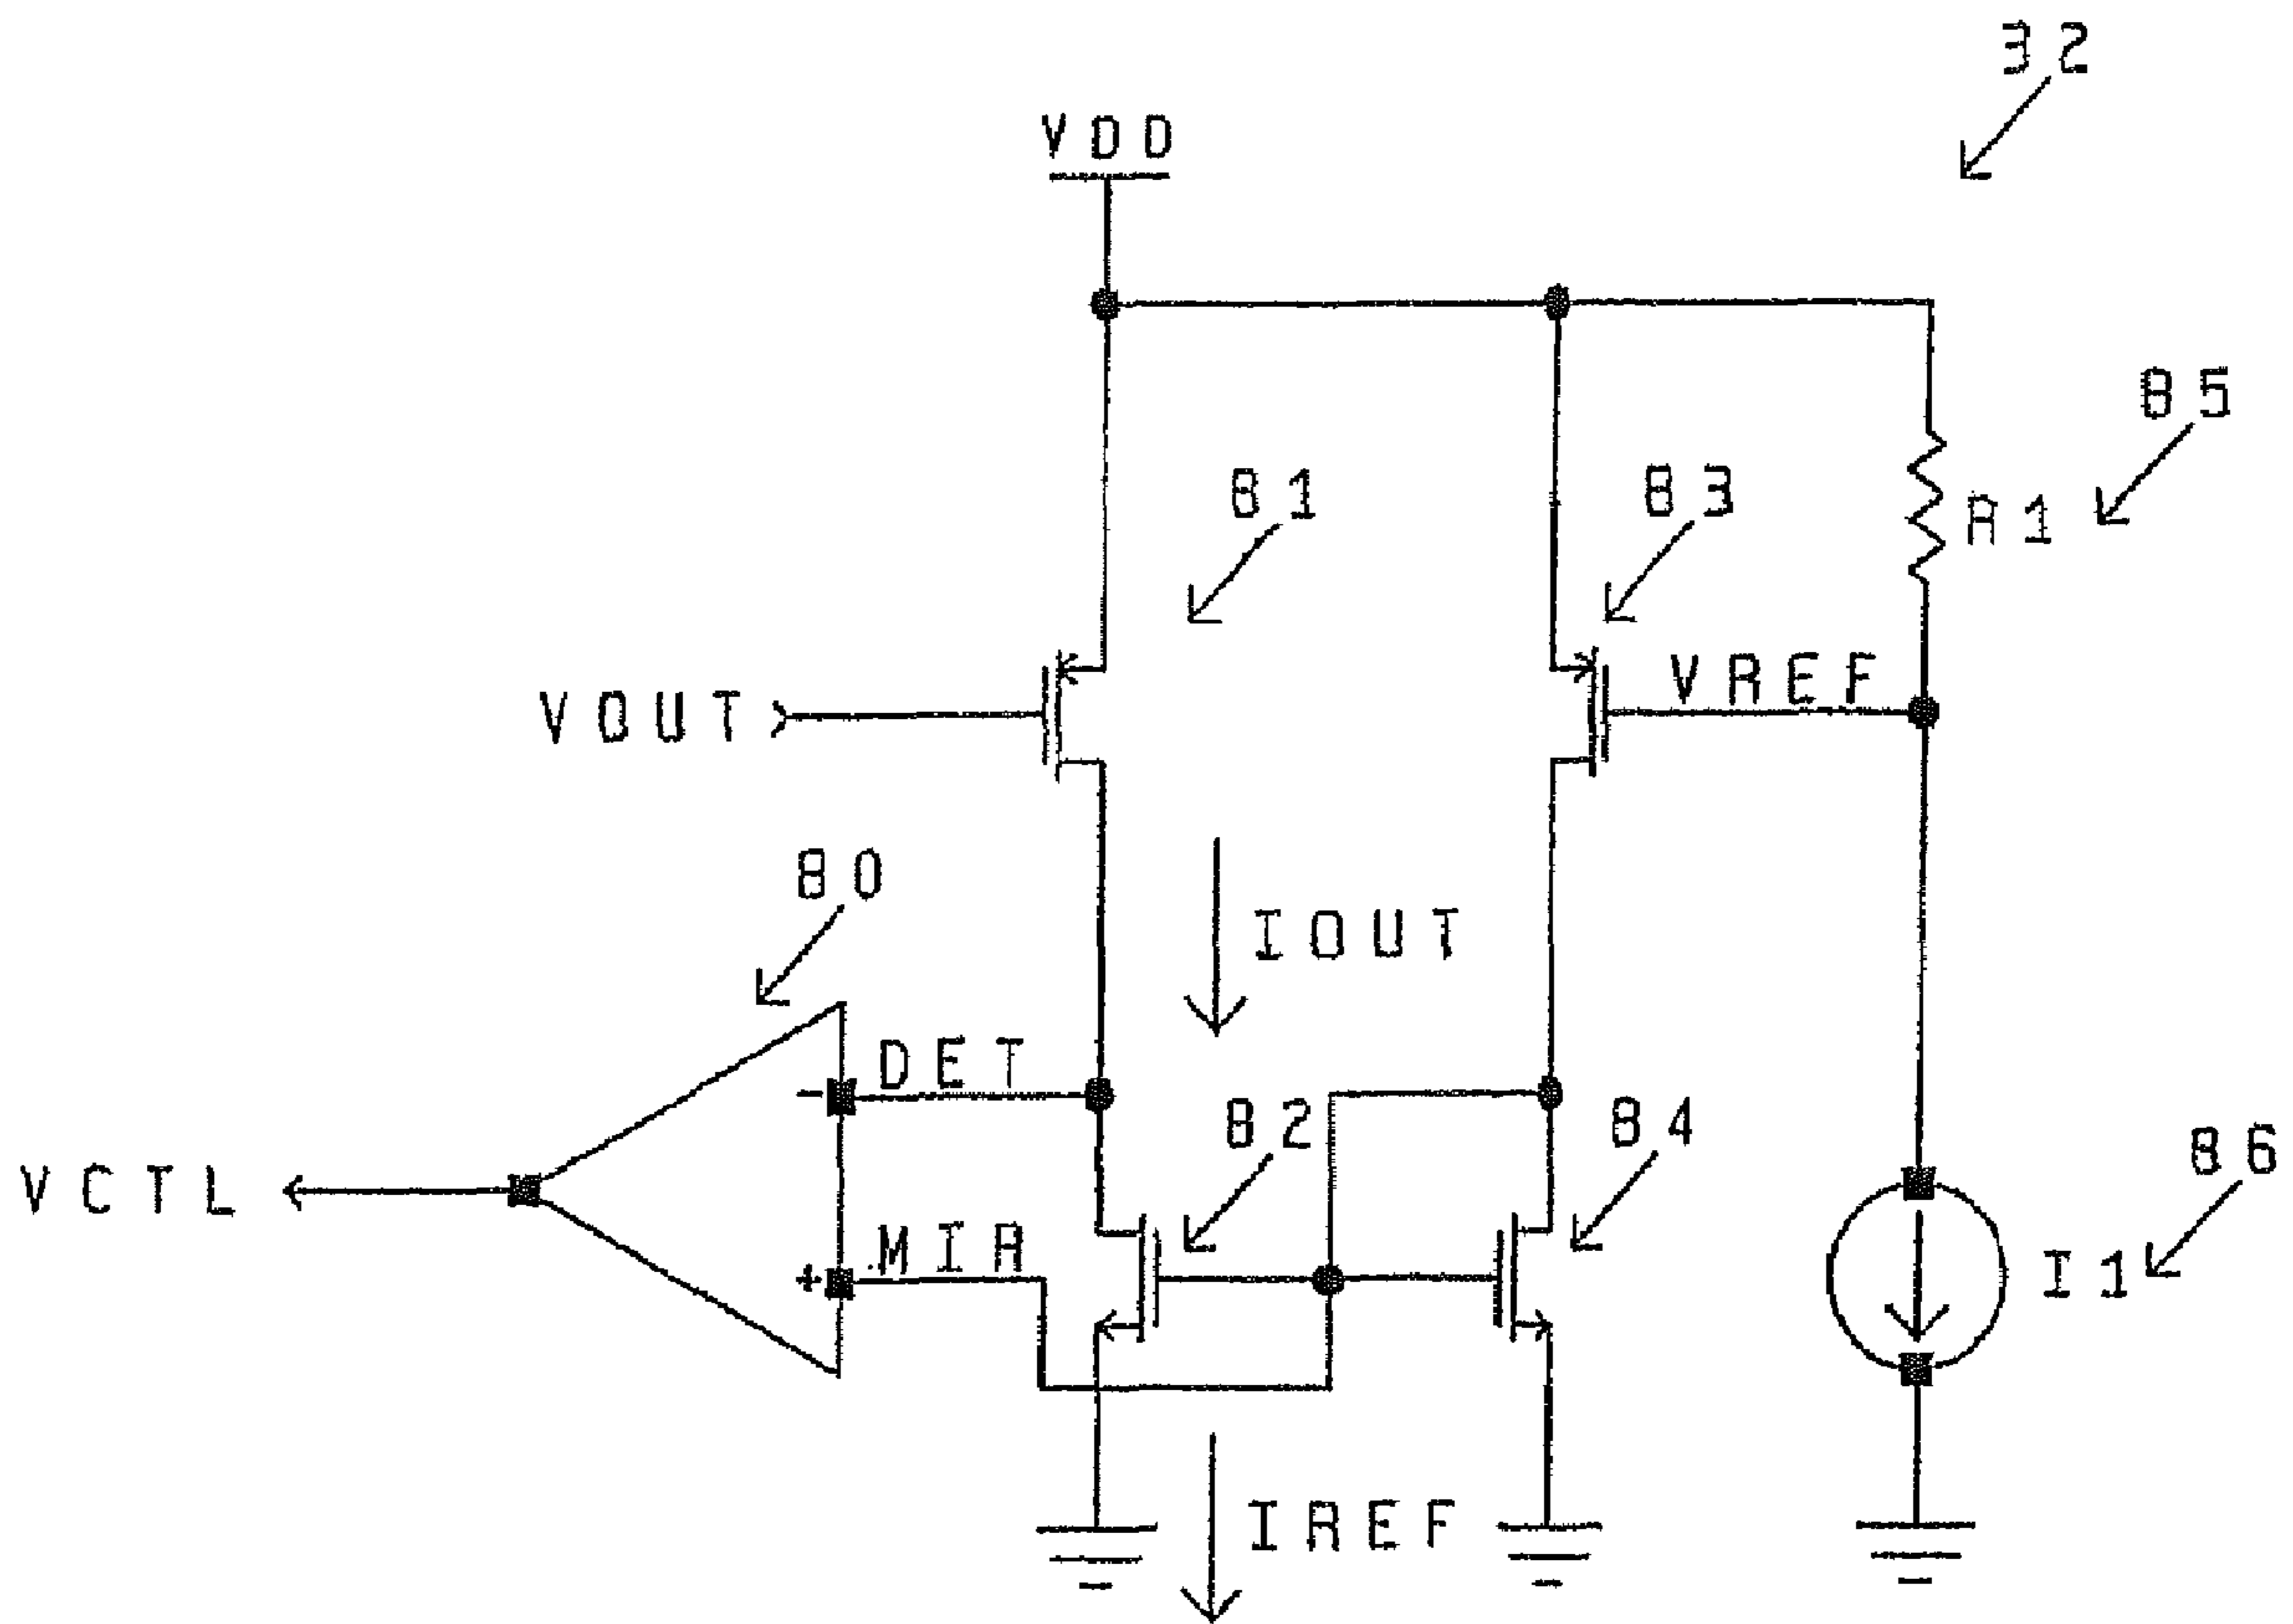 32
VDD
85
81
83
R1
VOUT
VREF
80
IOUT
DET
-
82
84
86
VCTL
MIR
+
I1
IREF